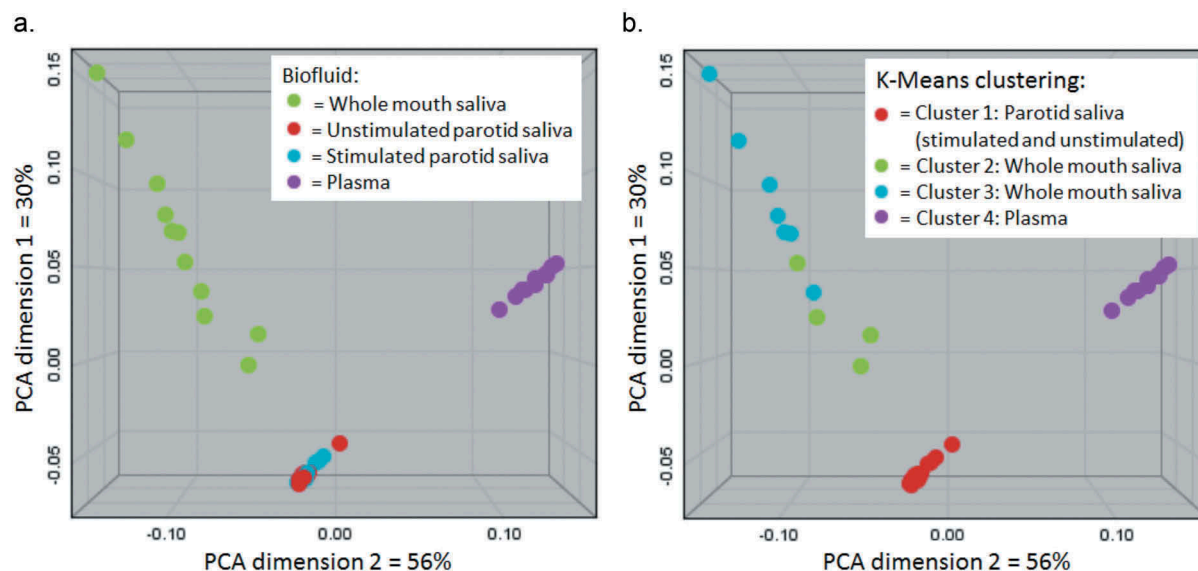 a.
Biofluid:
= Whole mouth saliva
= Unstimulated parotid saliva
= Stimulated parotid saliva
= Plasma
PCA dimension 1 = 30%
0.15
0.10
0.05
0.00
-0.05
-0.10
0.00
0.10
PCA dimension 2 = 56%
b.
K-Means clustering:
= Cluster 1: Parotid saliva
(stimulated and unstimulated)
= Cluster 2: Whole mouth saliva
= Cluster 3: Whole mouth saliva
= Cluster 4: Plasma
PCA dimension 1 = 30%
0.15
0.10
0.05
0.00
-0.05
-0.10
0.00
0.10
PCA dimension 2 = 56%